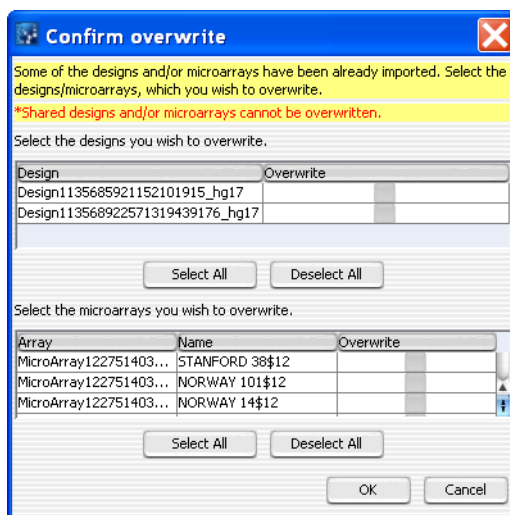 Confirm overwrite
Some of the designs and/or microarrays have been already imported. Select the
designs/microarrays, which you wish to overwrite.
*Shared designs and/or microarrays cannot be overwritten.
Select the designs you wish to overwrite.
Design Overwrite
Design1135685921152101915_hg17
Design113568922571319439176_hg17
Select All Deselect All
Select the microarrays you wish to overwrite.
Array Name Overwrite
MicroArray122751403... STANFORD 38$12
MicroArray122751403... NORWAY 101$12
MicroArray122751403... NORWAY 14$12
Select All Deselect All
OK Cancel